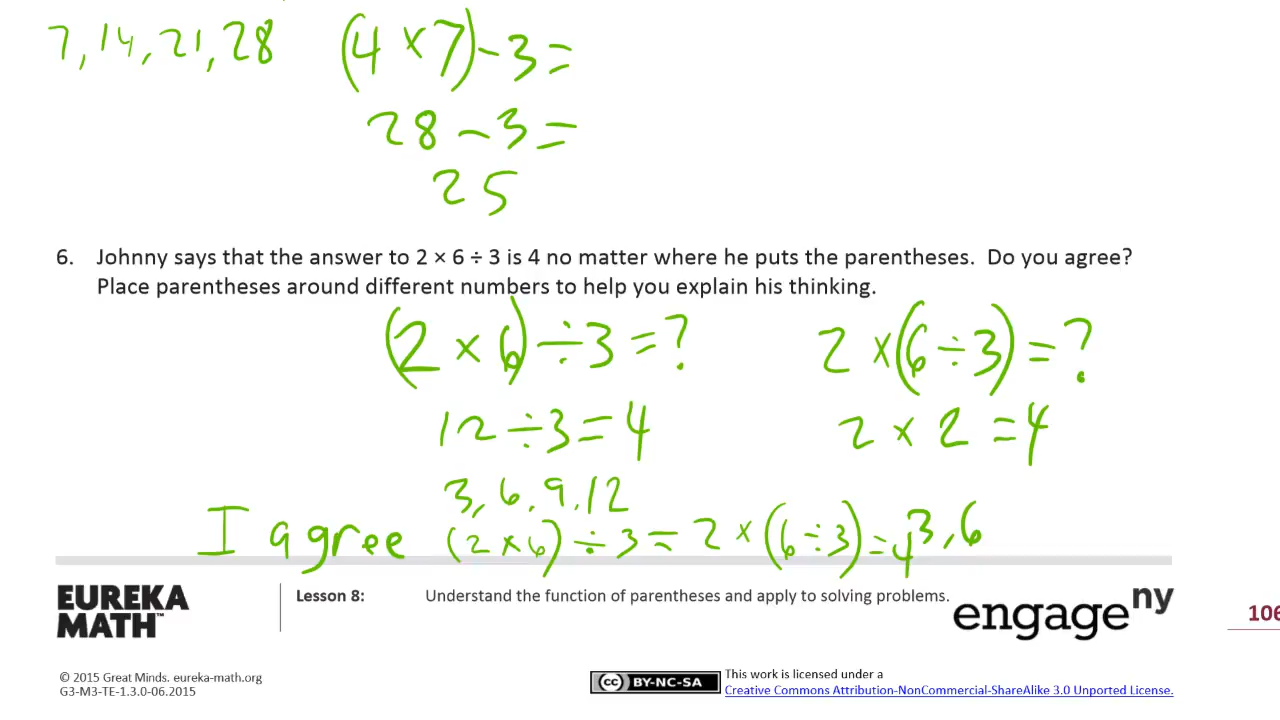 7, 14, 21, 28 (4 × 7) - 3 =
28 - 3 =
25
6. Johnny says that the answer to 2 × 6 ÷ 3 is 4 no matter where he puts the parentheses. Do you agree?
Place parentheses around different numbers to help you explain his thinking.
(2 × 6) ÷ 3 = ? 2 × (6 ÷ 3) = ?
12 ÷ 3 = 4 2 × 2 = 4
3, 6, 9, 12
I agree (2 × 6) ÷ 3 = 2 × (6 ÷ 3) = 4 3, 6
EUREKA
MATH™
Lesson 8: Understand the function of parentheses and apply to solving problems.
engage ny
106
© 2015 Great Minds. eureka-math.org
G3-M3-TE-1.3.0-06.2015
cc BY-NC-SA
This work is licensed under a
Creative Commons Attribution-NonCommercial-ShareAlike 3.0 Unported License.